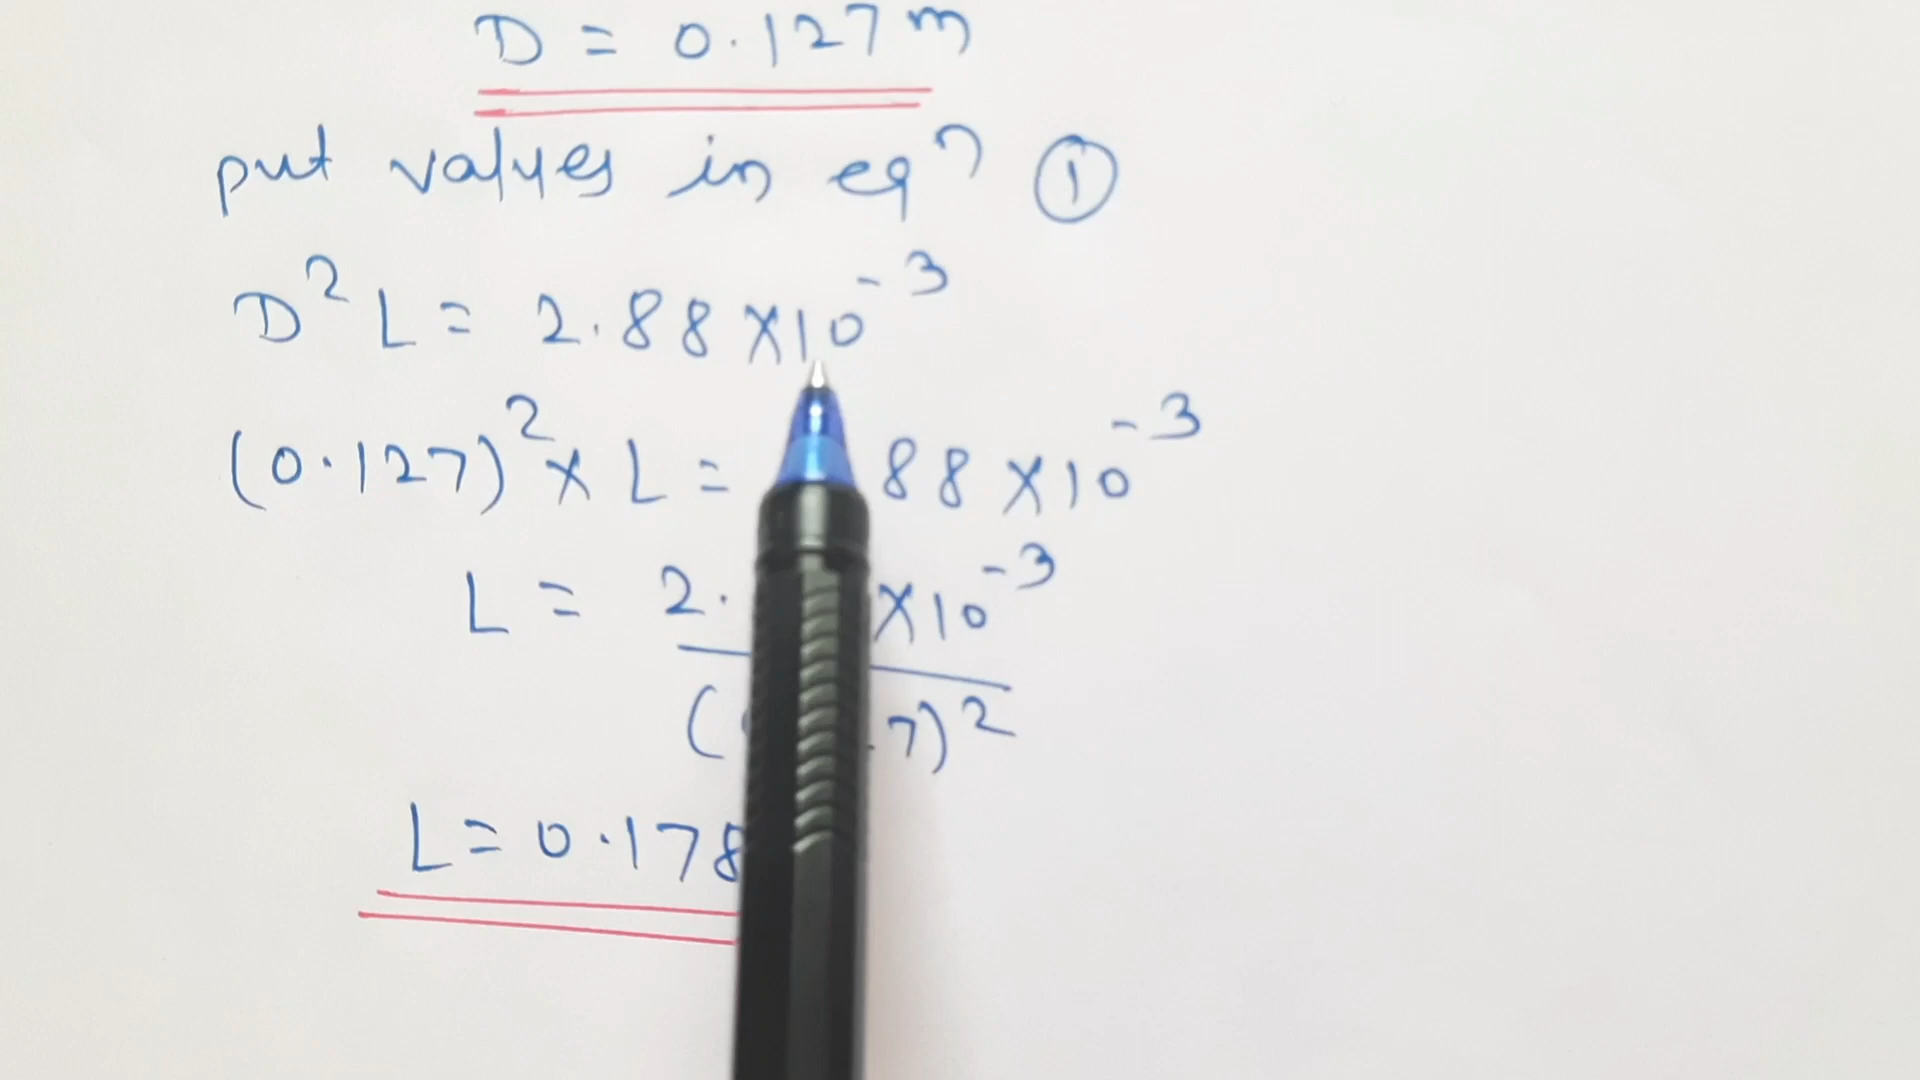 D = 0.127 m
put values in eqn ①
D² L = 2.88 × 10⁻³
(0.127)² × L = 88 × 10⁻³
L = 2. × 10⁻³
( 7)²
L = 0.178